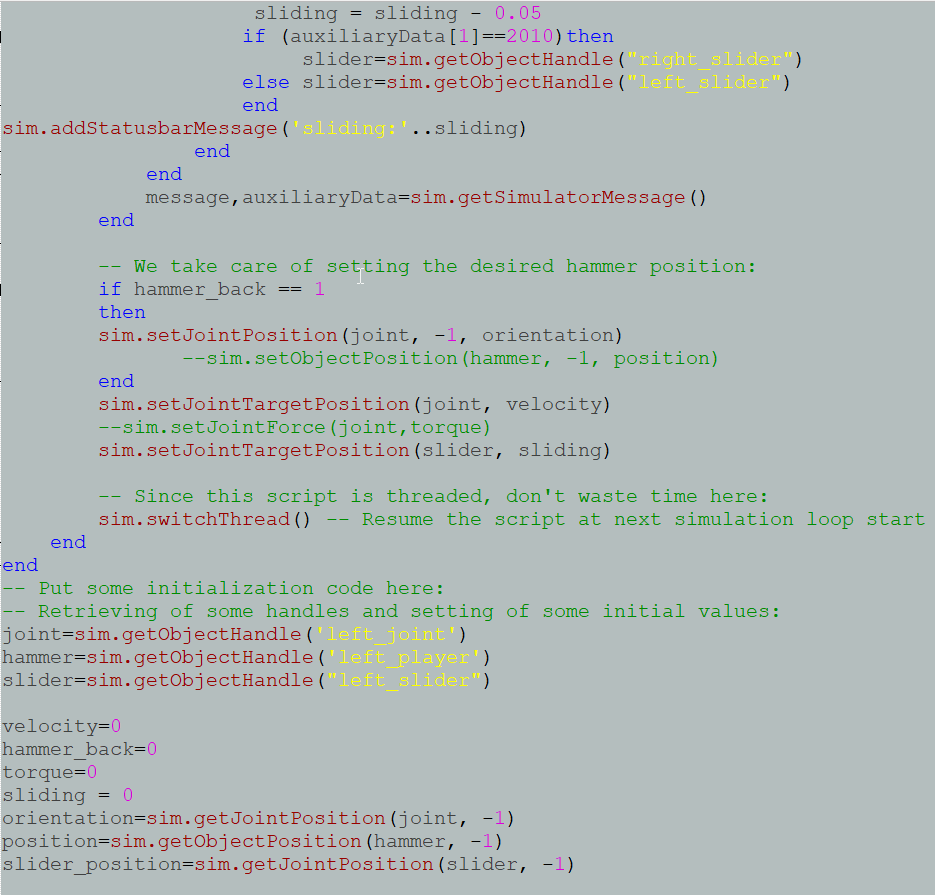 sliding = sliding - 0.05
if (auxiliaryData[1]==2010)then
slider=sim.getObjectHandle("right_slider")
else slider=sim.getObjectHandle("left_slider")
end
sim.addStatusbarMessage('sliding:'..sliding)
end
end
message,auxiliaryData=sim.getSimulatorMessage()
end
-- We take care of setting the desired hammer position:
if hammer_back == 1
then
sim.setJointPosition(joint, -1, orientation)
--sim.setObjectPosition(hammer, -1, position)
end
sim.setJointTargetPosition(joint, velocity)
--sim.setJointForce(joint,torque)
sim.setJointTargetPosition(slider, sliding)
-- Since this script is threaded, don't waste time here:
sim.switchThread() -- Resume the script at next simulation loop start
end
end
-- Put some initialization code here:
-- Retrieving of some handles and setting of some initial values:
joint=sim.getObjectHandle('left_joint')
hammer=sim.getObjectHandle('left_player')
slider=sim.getObjectHandle("left_slider")
velocity=0
hammer_back=0
torque=0
sliding = 0
orientation=sim.getJointPosition(joint, -1)
position=sim.getObjectPosition(hammer, -1)
slider_position=sim.getJointPosition(slider, -1)